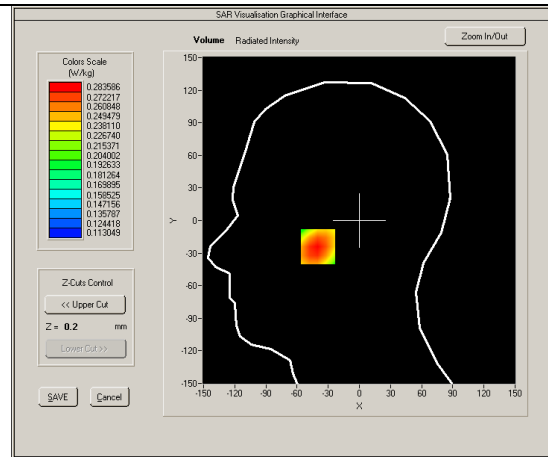 SAR Visualisation Graphical Interface
Volume Radiated Intensity
Zoom In/Out
Colors Scale
(W/kg)
0.283586
0.272217
0.260848
0.249479
0.238110
0.226740
0.215371
0.204002
0.192633
0.181264
0.169895
0.158525
0.147156
0.135787
0.124418
0.113049
Z-Cuts Control
<< Upper Cut
Z = 0.2 mm
Lower Cut >>
SAVE Cancel
150
120
90
60
30
Y 0
-30
-60
-90
-120
-150
-150 -120 -90 -60 -30 0 30 60 90 120 150
X